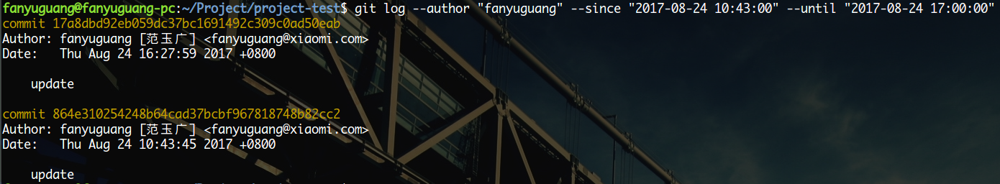 fanyuguang@fanyuguang-pc:~/Project/project-test$ git log --author "fanyuguang" --since "2017-08-24 10:43:00" --until "2017-08-24 17:00:00"
commit 17a8dbd92eb059dc37bc1691492c309c0ad50eab
Author: fanyuguang [范玉广] <fanyuguang@xiaomi.com>
Date:   Thu Aug 24 16:27:59 2017 +0800
    update
commit 864e310254248b64cad37bcbf967818748b82cc2
Author: fanyuguang [范玉广] <fanyuguang@xiaomi.com>
Date:   Thu Aug 24 10:43:45 2017 +0800
    update